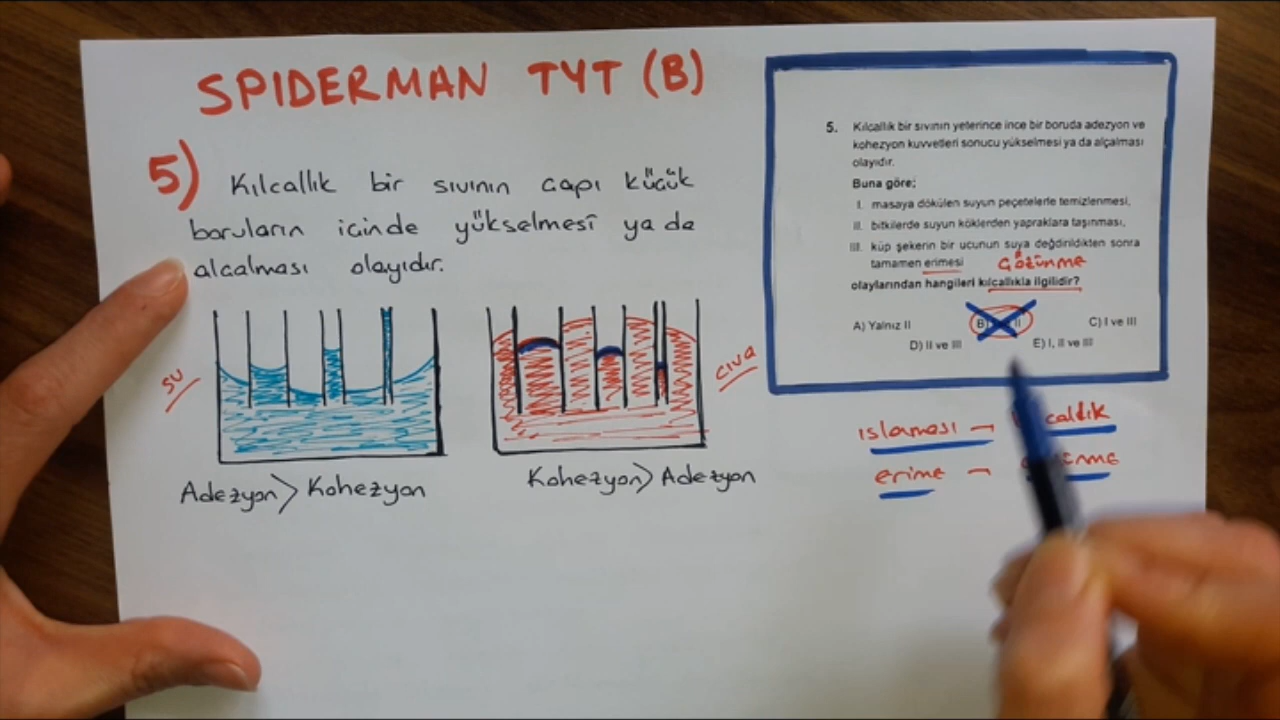 SPIDERMAN TYT (B)
5) Kılcallık bir sıvının çapı küçük
boruların içinde yükselmesi ya da
alçalması olayıdır.
su
cıva
Adezyon > Kohezyon
Kohezyon > Adezyon
5. Kılcallık bir sıvının yeterince ince bir boruda adezyon ve
kohezyon kuvvetleri sonucu yükselmesi ya da alçalması
olayıdır.
Buna göre;
I. masaya dökülen suyun peçetelerle temizlenmesi,
II. bitkilerde suyun köklerden yapraklara taşınması,
III. küp şekerin bir ucunun suya değdirildikten sonra
tamamen erimesi çözünme
olaylarından hangileri kılcallıkla ilgilidir?
A) Yalnız II B) II C) I ve III
D) II ve III E) I, II ve III
ıslanması
erime